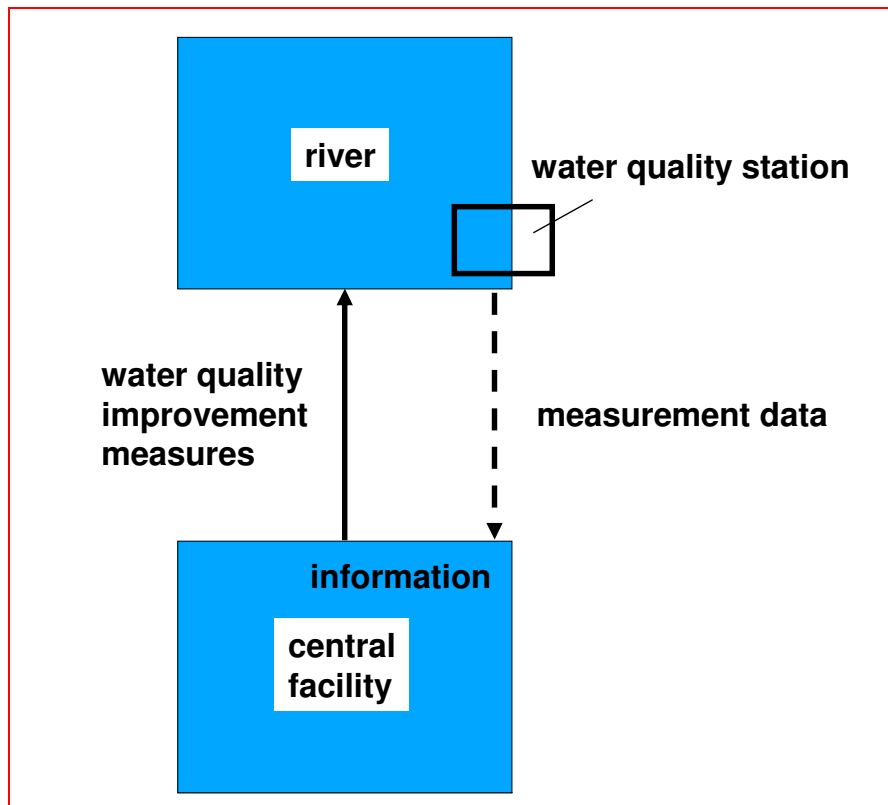 river
water quality station
water quality
improvement
measures
measurement data
information
central
facility